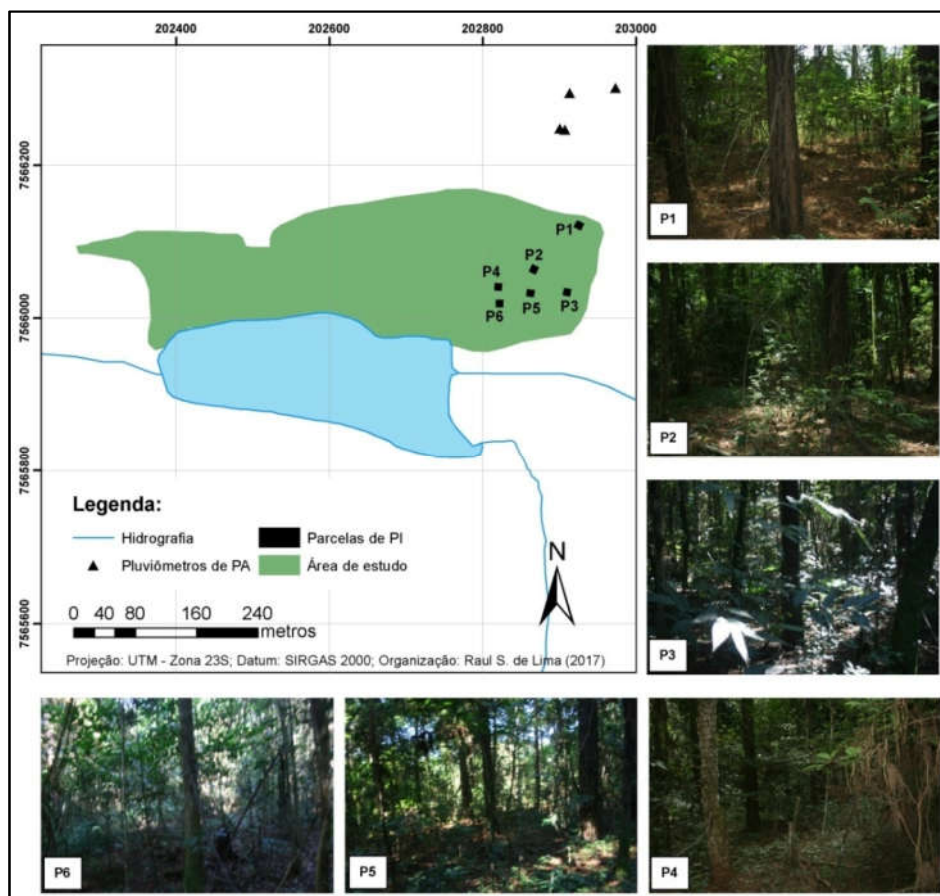 202400 202600 202800 203000
7566200
7566000
7565800
7565600
P1
P2
P4
P5
P3
P6
Legenda:
Hidrografia
Parcelas de PI
Pluviômetros de PA
Área de estudo
N
0 40 80 160 240
metros
Projeção: UTM - Zona 23S; Datum: SIRGAS 2000; Organização: Raul S. de Lima (2017)
P1
P2
P3
P6
P5
P4